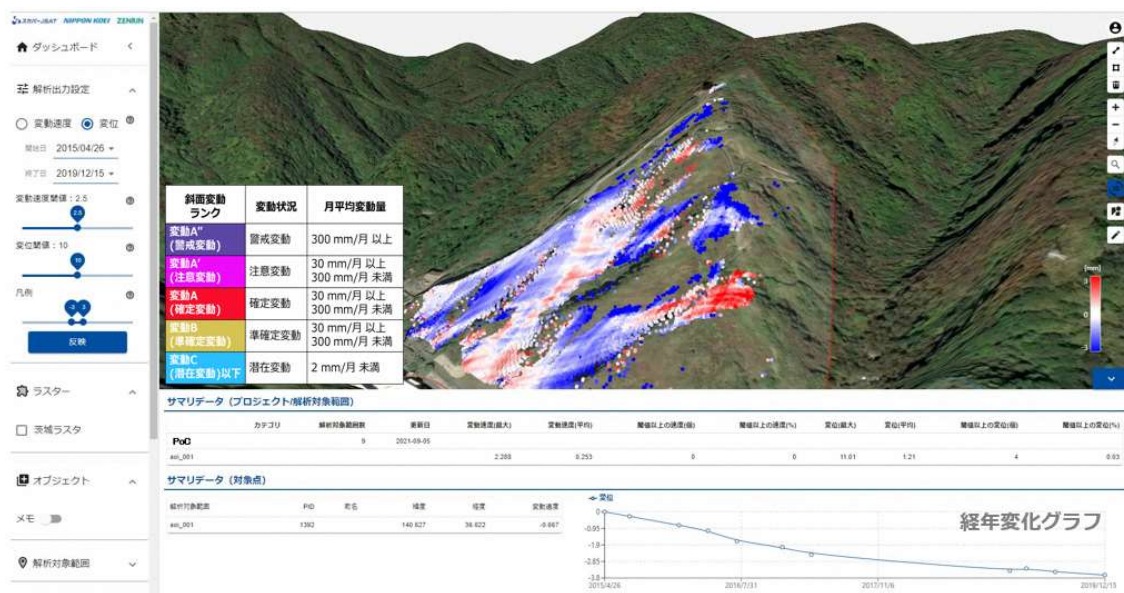 スカパーJSAT NIPPON KOEI ZENRIN
ダッシュボード
解析出力設定
変動速度 変位
開始日 2015/04/26
終了日 2019/12/15
変動速度閾値：2.5
2.5
変位閾値：10
10
凡例
-3 3
反映
ラスター
茨城ラスタ
オブジェクト
メモ
解析対象範囲
斜面変動ランク 変動状況 月平均変動量
変動A” (警戒変動) 警戒変動 300 mm/月 以上
変動A’ (注意変動) 注意変動 30 mm/月 以上 300 mm/月 未満
変動A (確定変動) 確定変動 30 mm/月 以上 300 mm/月 未満
変動B (準確定変動) 準確定変動 30 mm/月 以上 300 mm/月 未満
変動C (潜在変動)以下 潜在変動 2 mm/月 未満
[mm]
3
0
-3
サマリデータ（プロジェクト/解析対象範囲）
カテゴリ 解析対象範囲数 更新日 変動速度(最大) 変動速度(平均) 閾値以上の速度(個) 閾値以上の速度(%) 変位(最大) 変位(平均) 閾値以上の変位(個) 閾値以上の変位(%)
PoC 9 2021-08-05
aoi_001 2.288 0.253 0 0 11.01 1.21 4 0.03
サマリデータ（対象点）
解析対象範囲 PID 町名 緯度 経度 変動速度
aoi_001 1392 140.627 36.622 -0.667
変位
経年変化グラフ
0
-0.95
-1.9
-2.85
-3.8
2015/4/26 2016/7/31 2017/11/6 2019/12/15